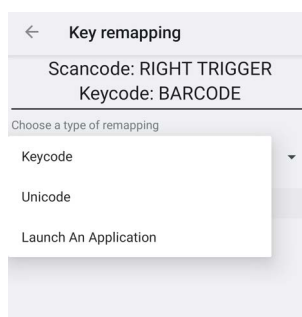 Key remapping
Scancode: RIGHT TRIGGER
Keycode: BARCODE
Choose a type of remapping
Keycode
Unicode
Launch An Application